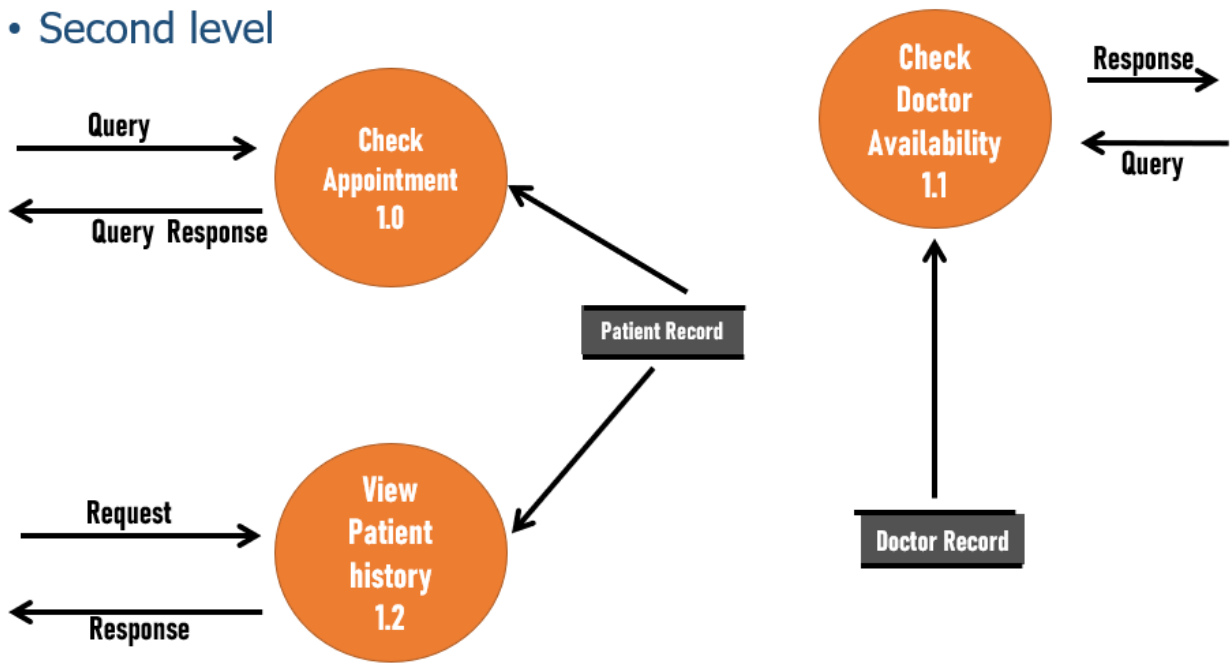 • Second level
Query
Query Response
Check
Appointment
1.0
Check
Doctor
Availability
1.1
Response
Query
Patient Record
Request
Response
View
Patient
history
1.2
Doctor Record